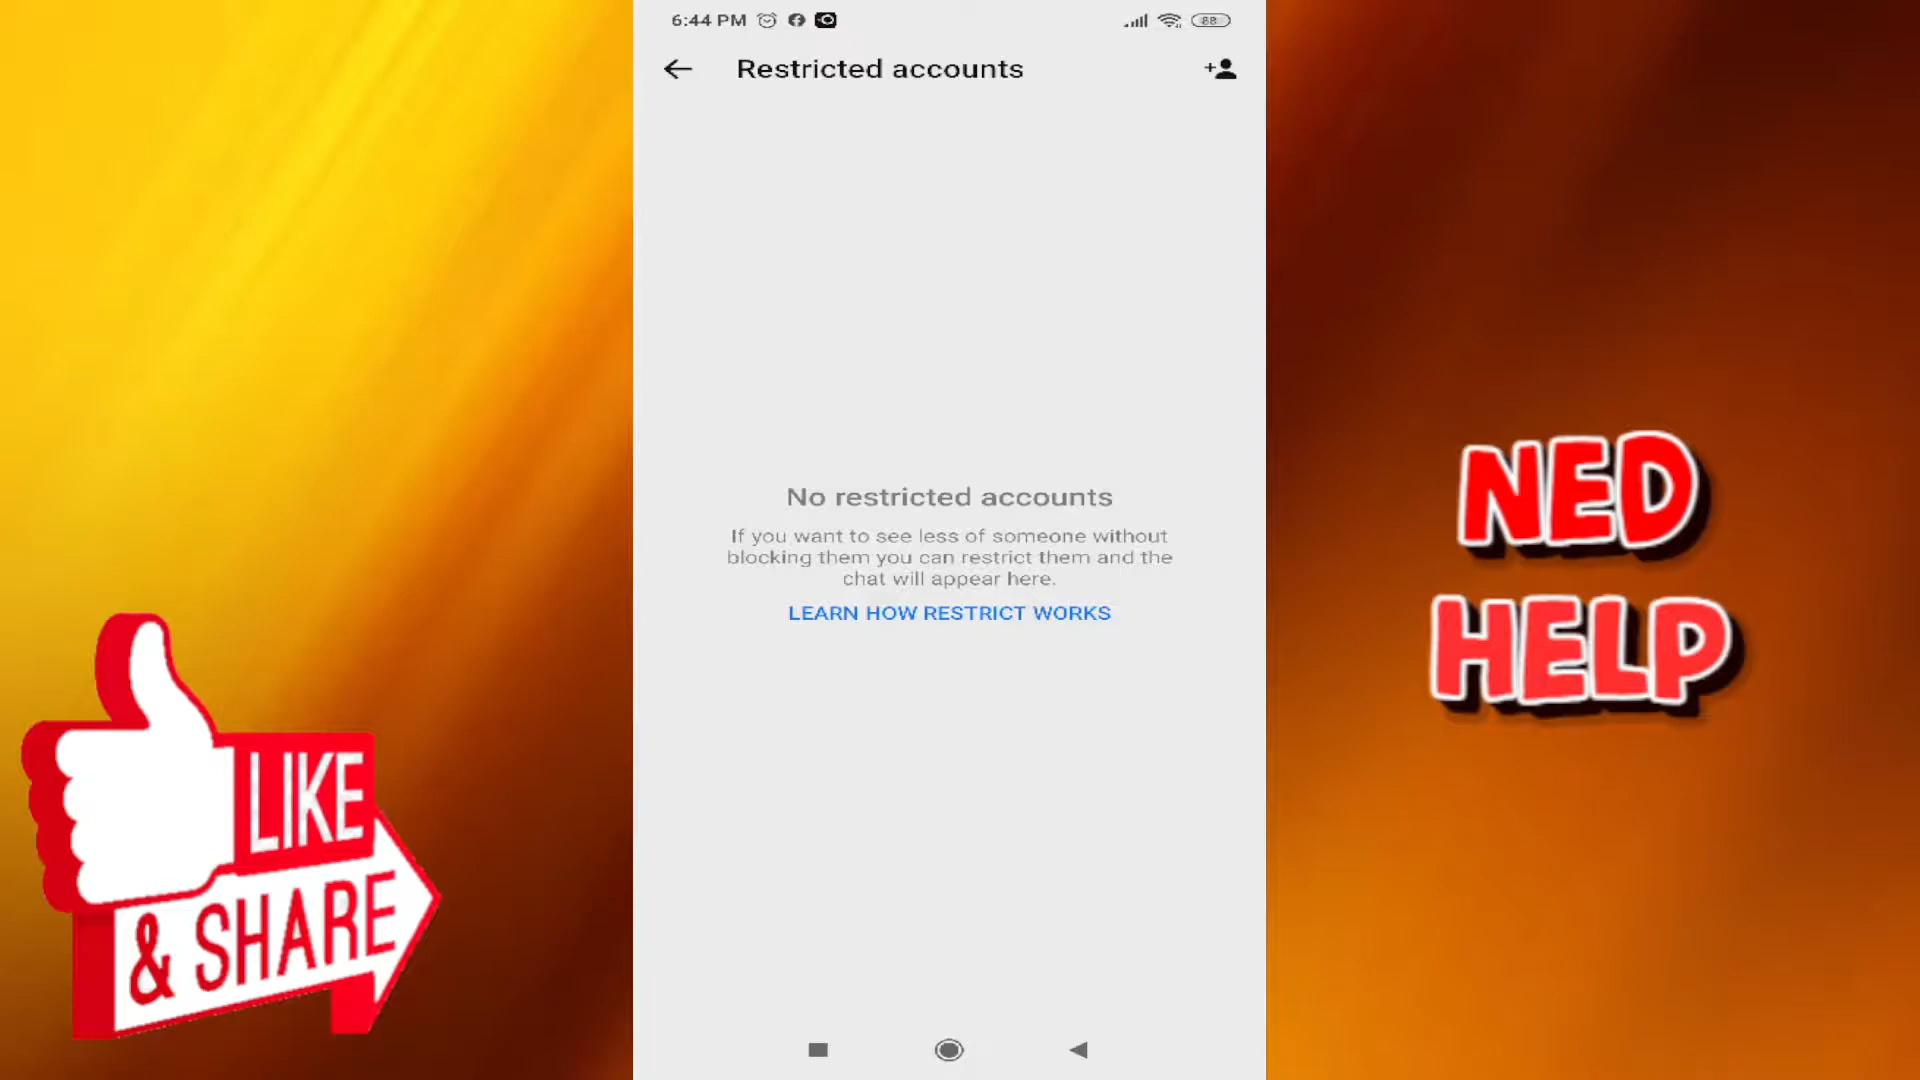 6:44 PM
88
Restricted accounts
No restricted accounts
If you want to see less of someone without
blocking them you can restrict them and the
chat will appear here.
LEARN HOW RESTRICT WORKS
NED
HELP
LIKE
& SHARE